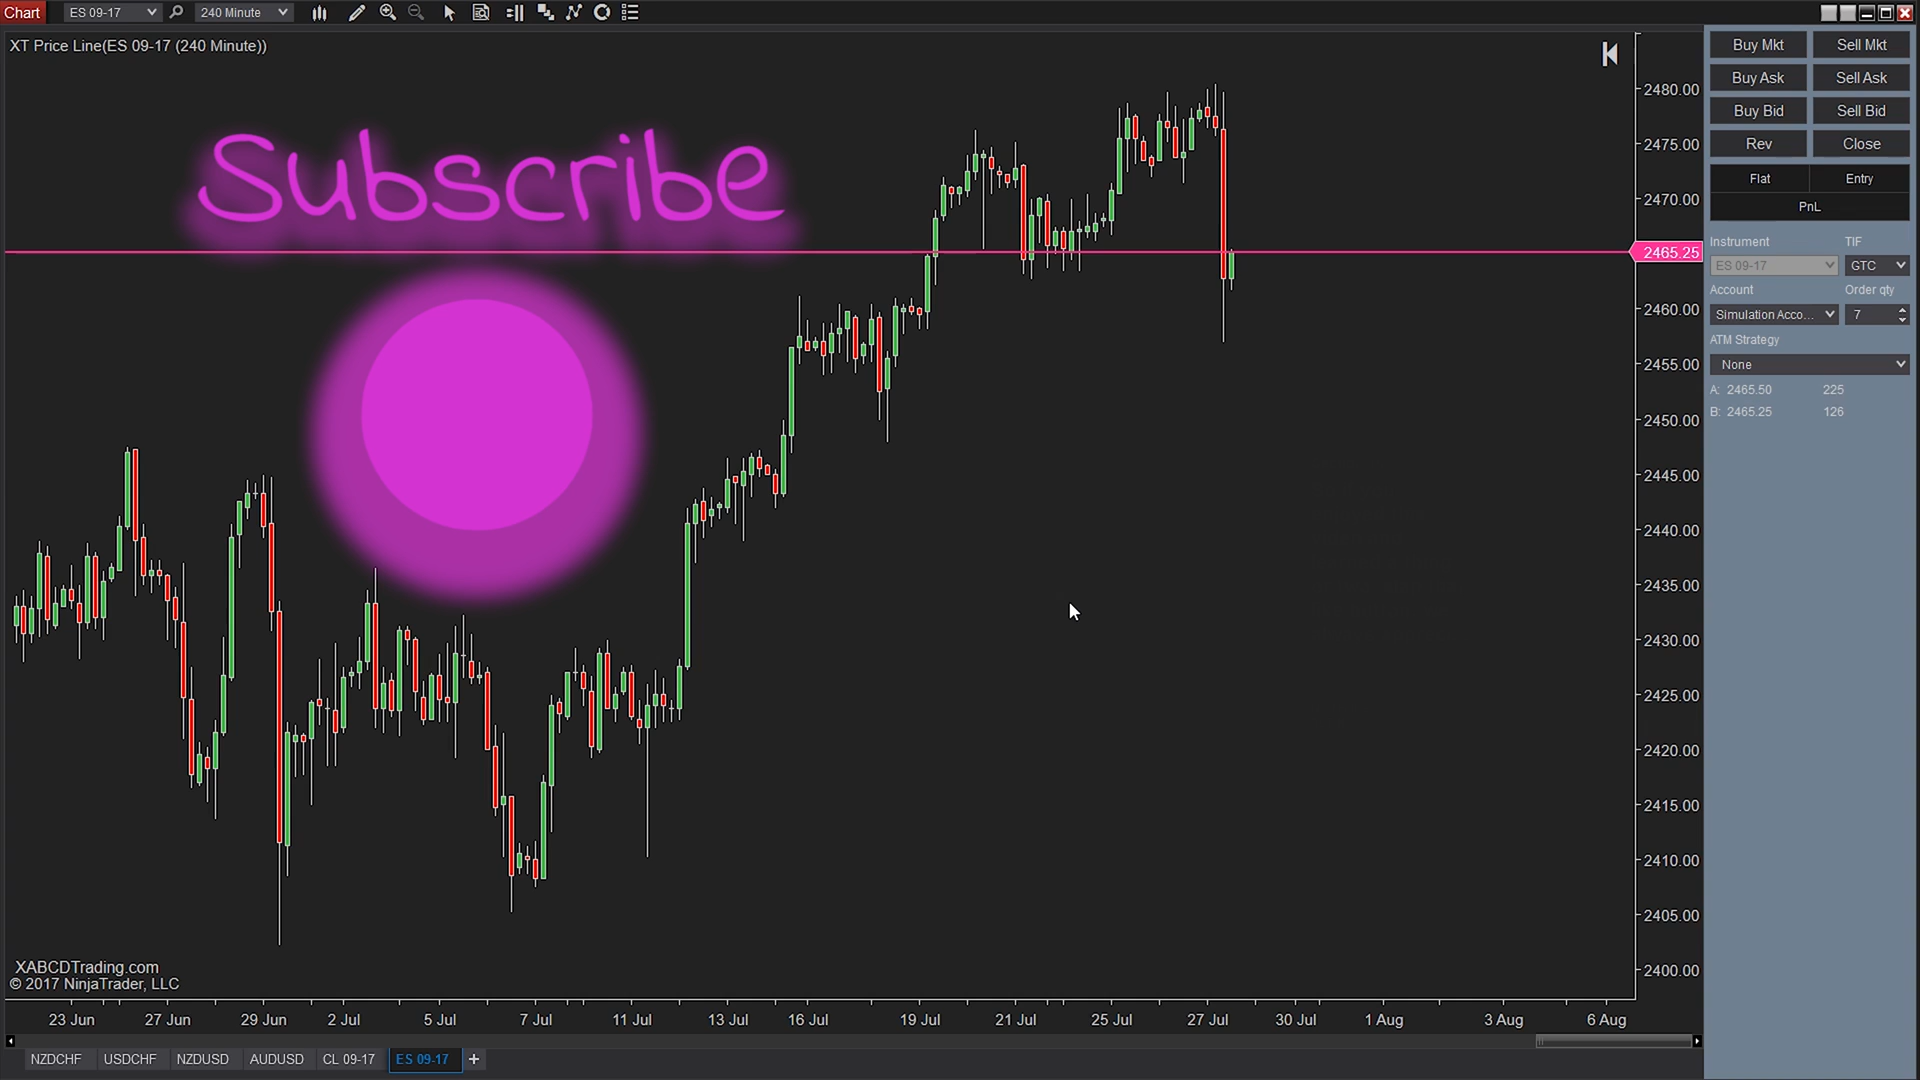 Chart ES 09-17 240 Minute
XT Price Line(ES 09-17 (240 Minute))
Subscribe
2480.00
2475.00
2470.00
2465.25
2460.00
2455.00
2450.00
2445.00
2440.00
2435.00
2430.00
2425.00
2420.00
2415.00
2410.00
2405.00
2400.00
XABCDTrading.com
© 2017 NinjaTrader, LLC
23 Jun 27 Jun 29 Jun 2 Jul 5 Jul 7 Jul 11 Jul 13 Jul 16 Jul 19 Jul 21 Jul 25 Jul 27 Jul 30 Jul 1 Aug 3 Aug 6 Aug
NZDCHF USDCHF NZDUSD AUDUSD CL 09-17 ES 09-17 +
Buy Mkt Sell Mkt
Buy Ask Sell Ask
Buy Bid Sell Bid
Rev Close
Flat Entry
PnL
Instrument TIF
ES 09-17 GTC
Account Order qty
Simulation Acco... 7
ATM Strategy
None
A: 2465.50 225
B: 2465.25 126